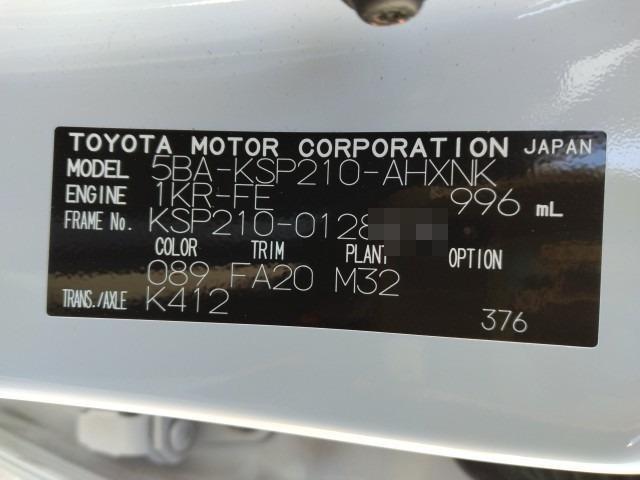 TOYOTA MOTOR CORPORATION JAPAN
MODEL 5BA-KSP210-AHXNK
ENGINE 1KR-FE 996 mL
FRAME No. KSP210-0128
COLOR TRIM PLANT OPTION
089 FA20 M32
TRANS./AXLE K412
376